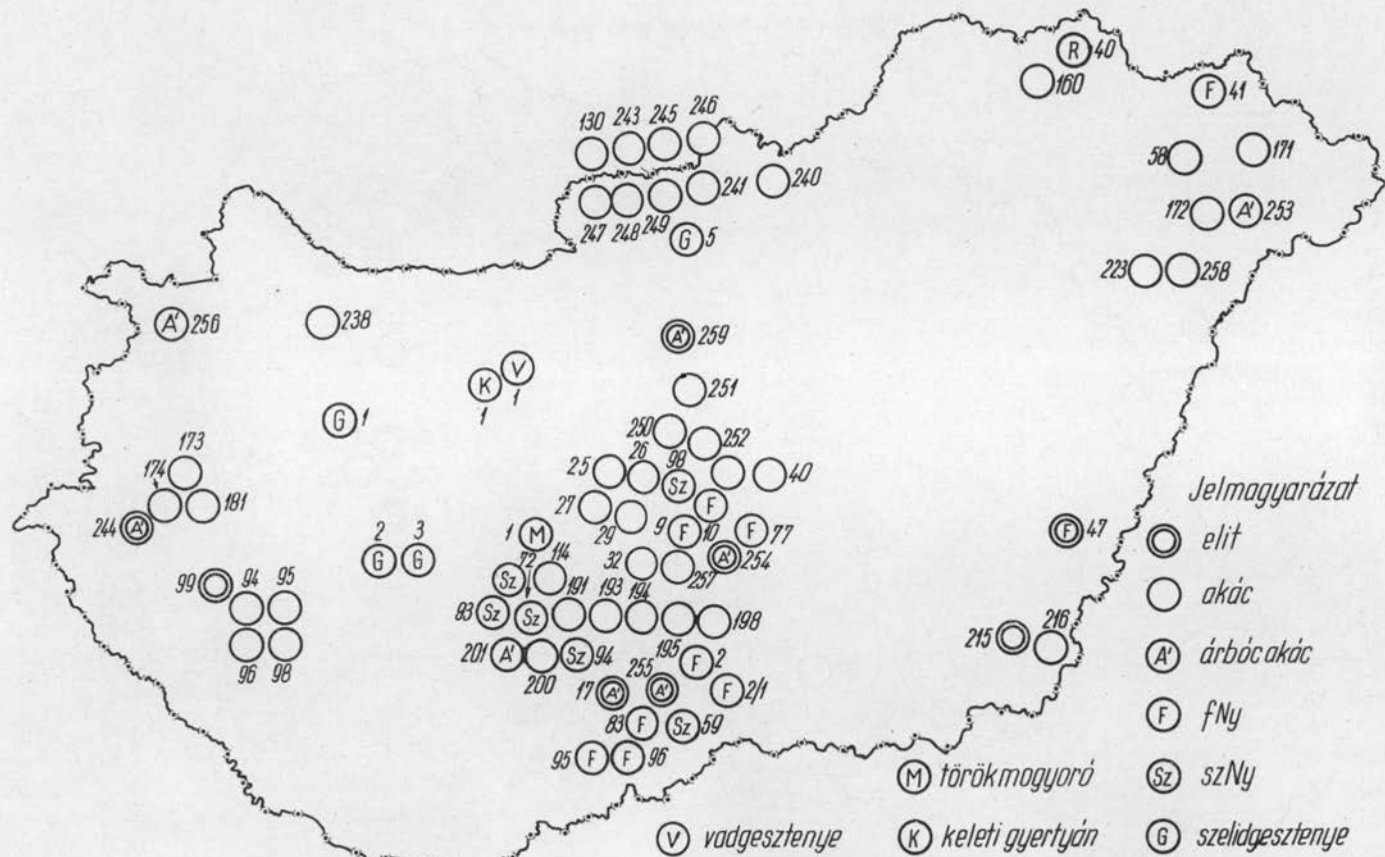 R 40
160
F 41
130 243 245 246
58
171
240
241
247 248 249
G 5
172
A' 253
223 258
A' 256
238
A' 259
K 1
V 1
251
G 1
250
252
173
174
181
244 A'
25 26 98
Sz
40
27
29
F
9 F 10
F 77
F 47
2 3
G G
1 M
72 114
Sz
32
257
A' 254
99
94 95
96 98
83 Sz
Sz
191 193 194
195
198
215
216
201 A'
200
Sz 94
F 2
17 A'
255 A'
F 2/1
83 F
Sz 59
95 F
F 96
Jelmagyarázat
elit
akác
A' árbócakác
F fNy
M törökmogyoró
Sz szNy
V vadgesztenye
K keleti gyertyán
G szelídgesztenye